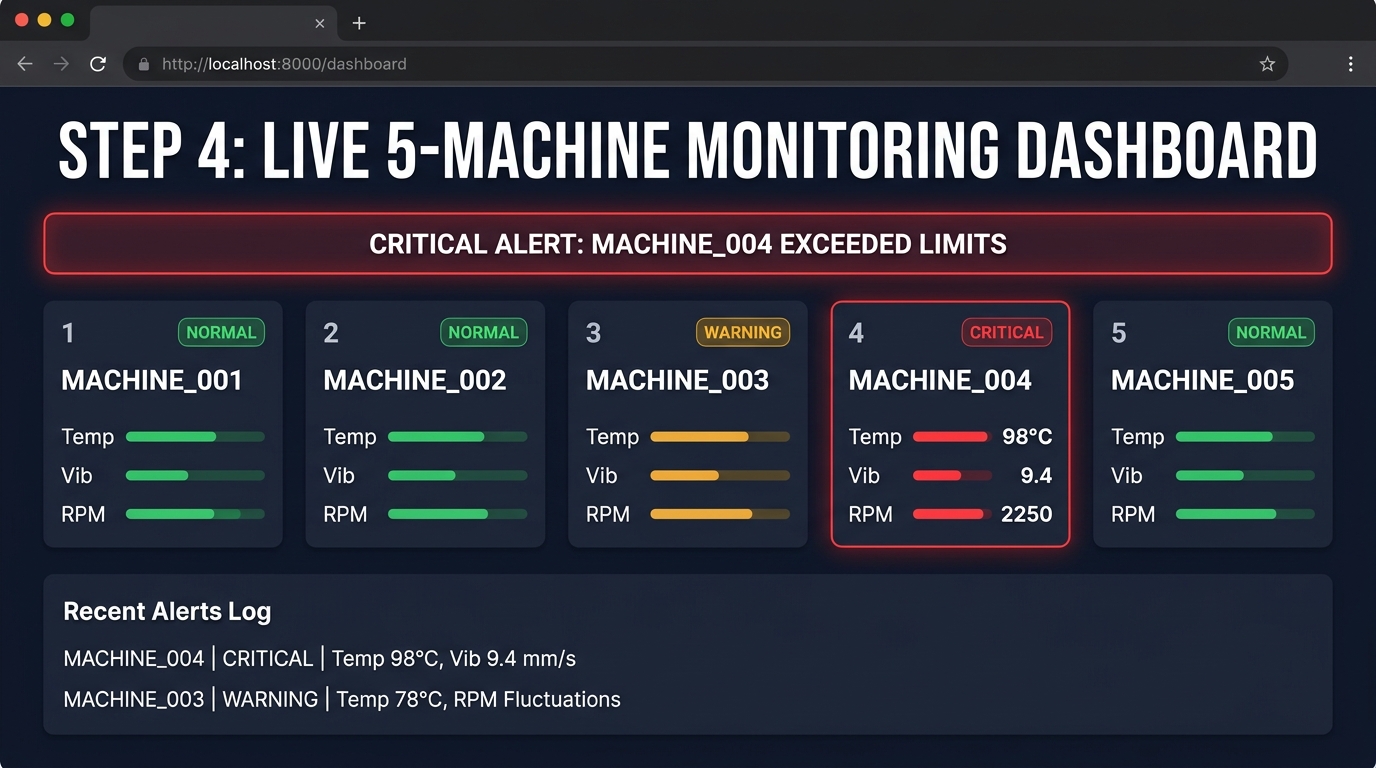 http://localhost:8000/dashboard
STEP 4: LIVE 5-MACHINE MONITORING DASHBOARD
CRITICAL ALERT: MACHINE_004 EXCEEDED LIMITS
1 NORMAL
MACHINE_001
Temp
Vib
RPM
2 NORMAL
MACHINE_002
Temp
Vib
RPM
3 WARNING
MACHINE_003
Temp
Vib
RPM
4 CRITICAL
MACHINE_004
Temp 98°C
Vib 9.4
RPM 2250
5 NORMAL
MACHINE_005
Temp
Vib
RPM
Recent Alerts Log
MACHINE_004 | CRITICAL | Temp 98°C, Vib 9.4 mm/s
MACHINE_003 | WARNING | Temp 78°C, RPM Fluctuations